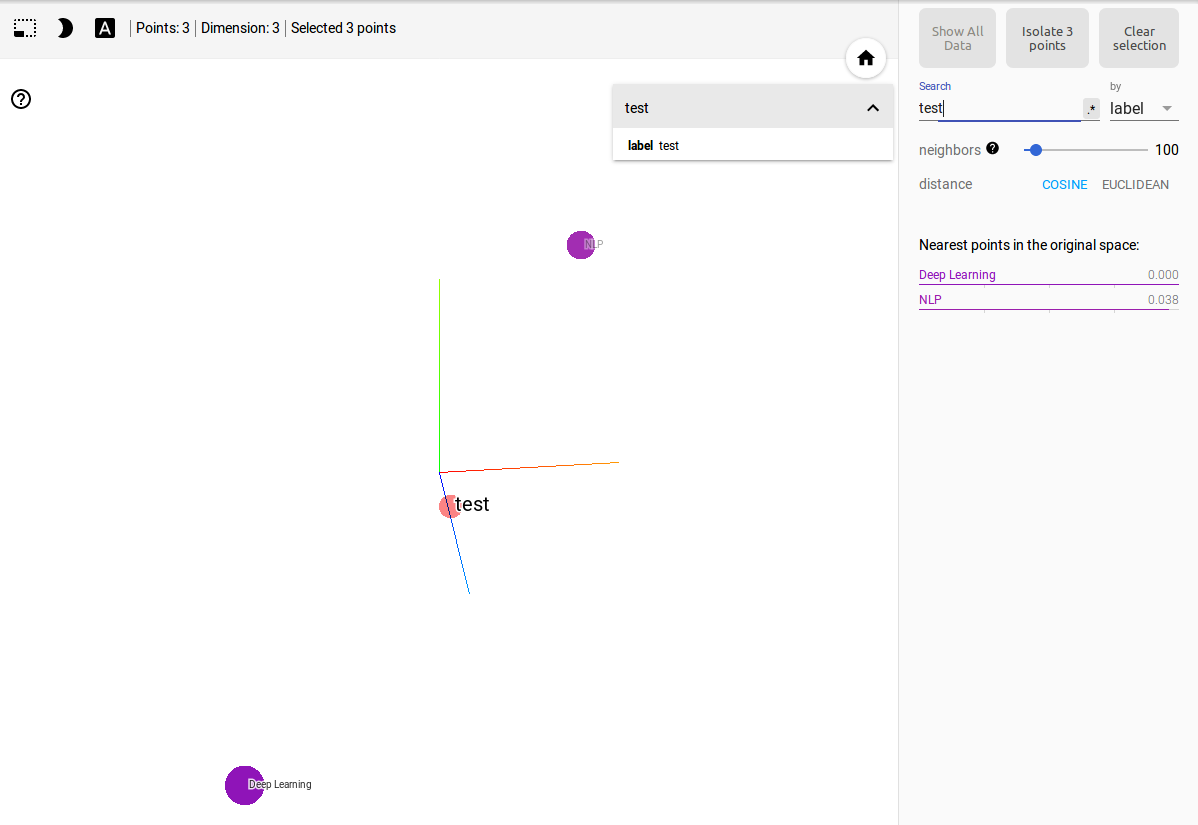 A
Points: 3 | Dimension: 3 | Selected 3 points
Show All Data
Isolate 3 points
Clear selection
test
label test
Search
test
.*
by
label
neighbors ?
100
distance
COSINE EUCLIDEAN
Nearest points in the original space:
Deep Learning 0.000
NLP 0.038
?
NLP
test
Deep Learning